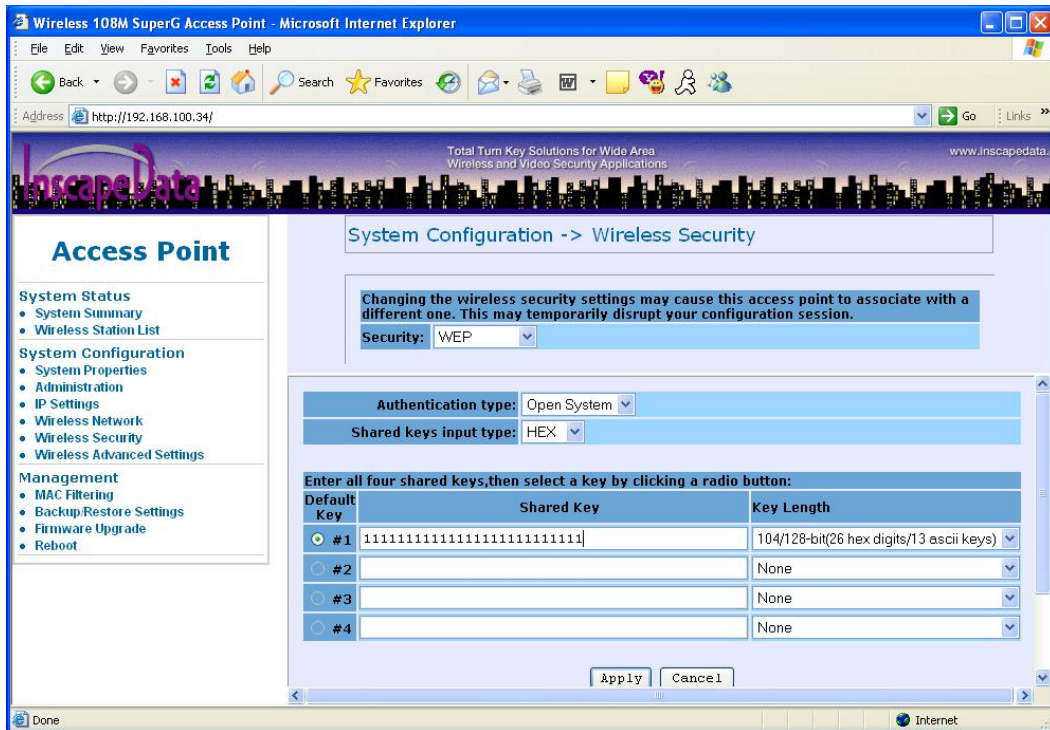 Wireless 108M SuperG Access Point - Microsoft Internet Explorer
File Edit View Favorites Tools Help
Back Search Favorites
Address http://192.168.100.34/ Go Links »
InscapeData
Total Turn Key Solutions for Wide Area
Wireless and Video Security Applications
www.inscapedata.
Access Point
System Status
• System Summary
• Wireless Station List
System Configuration
• System Properties
• Administration
• IP Settings
• Wireless Network
• Wireless Security
• Wireless Advanced Settings
Management
• MAC Filtering
• Backup/Restore Settings
• Firmware Upgrade
• Reboot
System Configuration -> Wireless Security
Changing the wireless security settings may cause this access point to associate with a
different one. This may temporarily disrupt your configuration session.
Security: WEP
Authentication type: Open System
Shared keys input type: HEX
Enter all four shared keys,then select a key by clicking a radio button:
Default Key Shared Key Key Length
#1 11111111111111111111111111 104/128-bit(26 hex digits/13 ascii keys)
#2 None
#3 None
#4 None
Apply Cancel
Done Internet